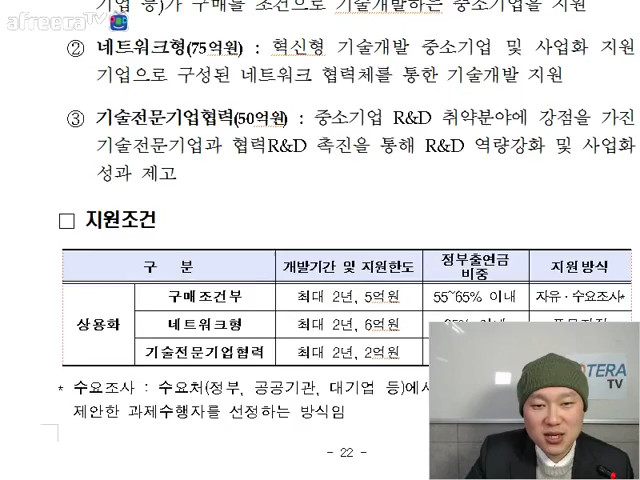 afreecaTV
기업 등)가 구매를 조건으로 기술개발하는 중소기업을 지원
② 네트워크형(75억원) : 혁신형 기술개발 중소기업 및 사업화 지원
기업으로 구성된 네트워크 협력체를 통한 기술개발 지원
③ 기술전문기업협력(50억원) : 중소기업 R&D 취약분야에 강점을 가진
기술전문기업과 협력R&D 촉진을 통해 R&D 역량강화 및 사업화
성과 제고
□ 지원조건
구 분 개발기간 및 지원한도 정부출연금 비중 지원방식
상용화 구매조건부 최대 2년, 5억원 55~65% 이내 자유·수요조사*
네트워크형 최대 2년, 6억원
기술전문기업협력 최대 2년, 2억원
* 수요조사 : 수요처(정부, 공공기관, 대기업 등)에서
제안한 과제수행자를 선정하는 방식임
- 22 -
TERA
TV